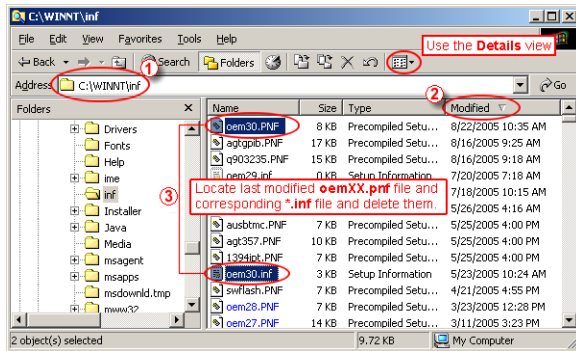 C:\WINNT\inf
File Edit View Favorites Tools Help
Use the Details view
Back Search Folders
1
Address C:\WINNT\inf Go
2
Folders × Name Size Type Modified
oem30.PNF 8 KB Precompiled Setu... 8/22/2005 10:35 AM
Drivers agtgpib.PNF 17 KB Precompiled Setu... 8/16/2005 9:25 AM
Fonts q903235.PNF 15 KB Precompiled Setu... 8/16/2005 9:18 AM
Help oem29.inf 0 KB Setup Information 7/20/2005 7:18 AM
ime 7/18/2005 10:15 AM
inf 3 Locate last modified oemXX.pnf file and
corresponding *.inf file and delete them. 5/26/2005 4:16 AM
Installer
Java ausbtmc.PNF 7 KB Precompiled Setu... 5/25/2005 4:00 PM
Media agt357.PNF 10 KB Precompiled Setu... 5/25/2005 4:00 PM
msagent 1394ipt.PNF 7 KB Precompiled Setu... 5/25/2005 4:00 PM
msapps oem30.inf 3 KB Setup Information 5/23/2005 10:24 AM
msdownld.tmp swflash.PNF 7 KB Precompiled Setu... 4/21/2005 4:55 PM
mww32 oem28.PNF 7 KB Precompiled Setu... 3/23/2005 12:28 PM
oem27.PNF 14 KB Precompiled Setu... 3/11/2005 3:23 PM
2 object(s) selected 9.72 KB My Computer